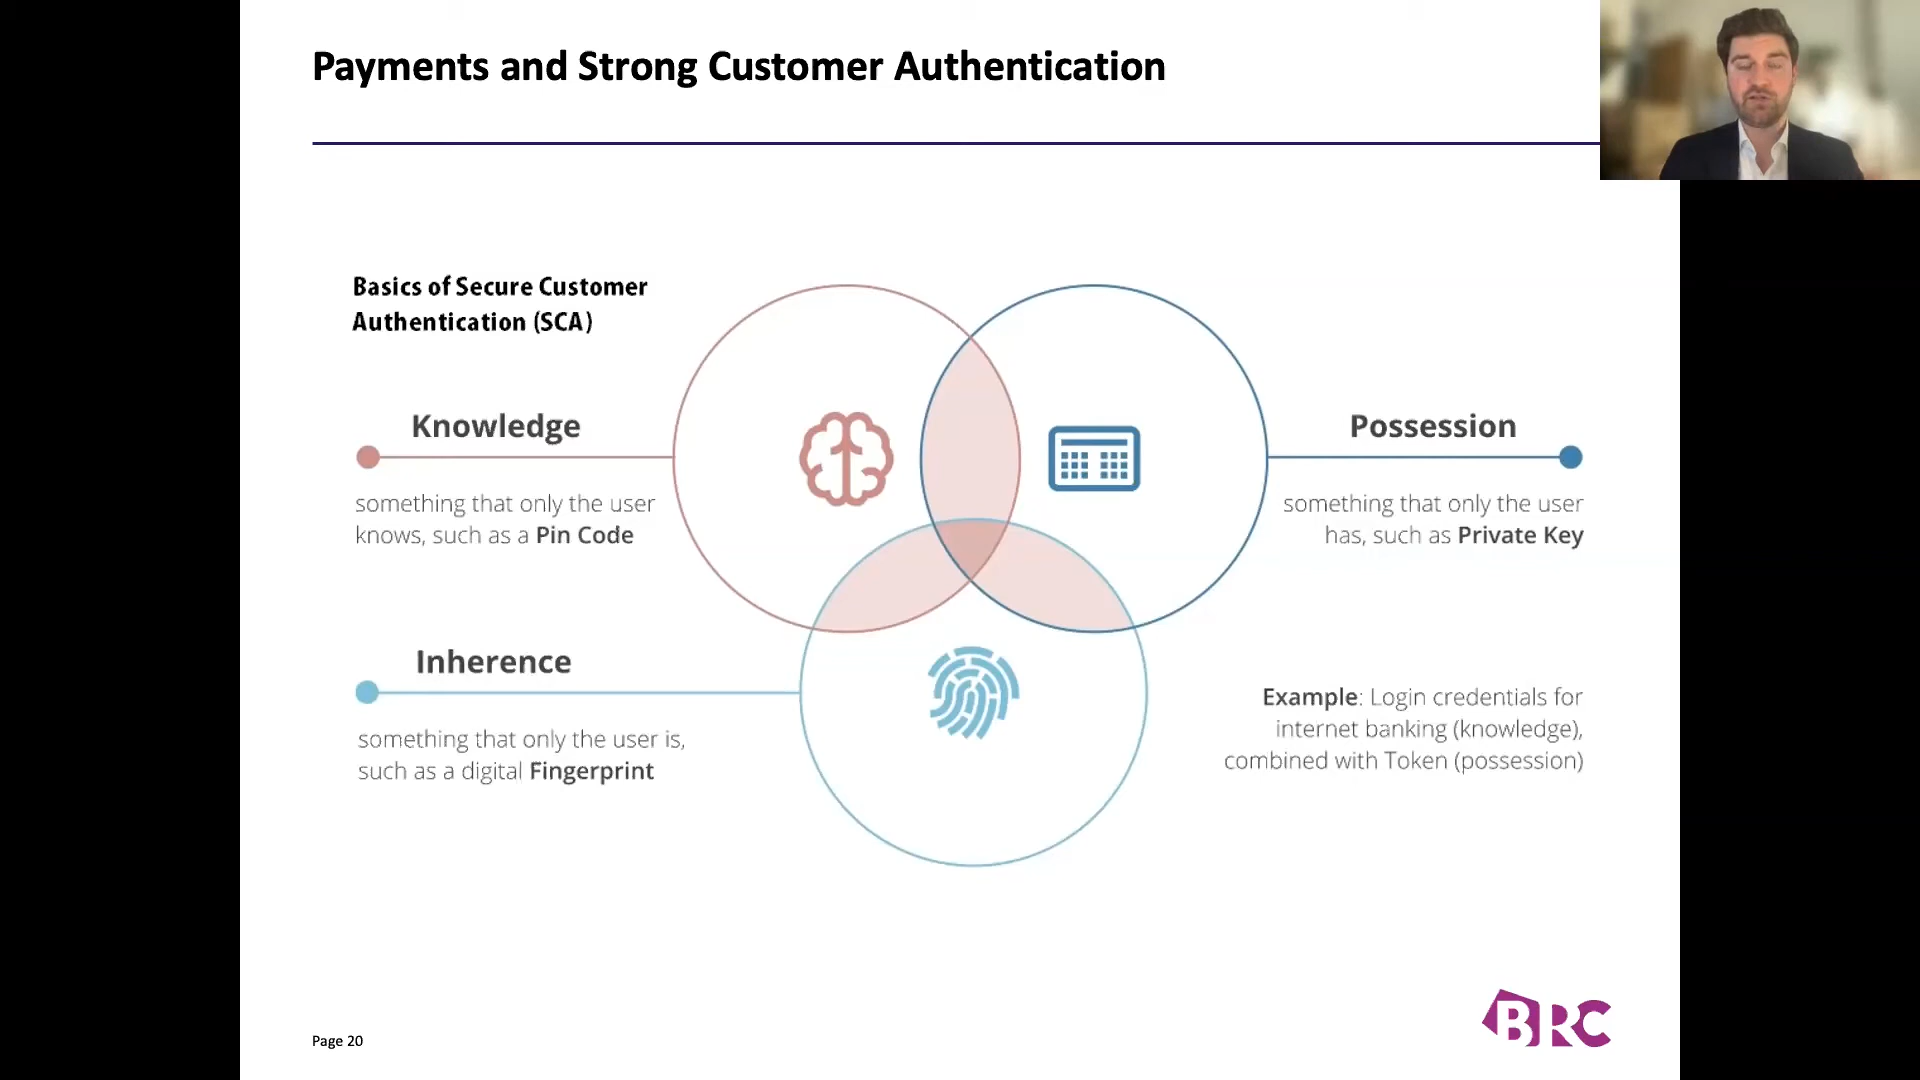 Payments and Strong Customer Authentication
Basics of Secure Customer
Authentication (SCA)
Knowledge
something that only the user
knows, such as a Pin Code
Possession
something that only the user
has, such as Private Key
Inherence
something that only the user is,
such as a digital Fingerprint
Example: Login credentials for
internet banking (knowledge),
combined with Token (possession)
Page 20
BRC